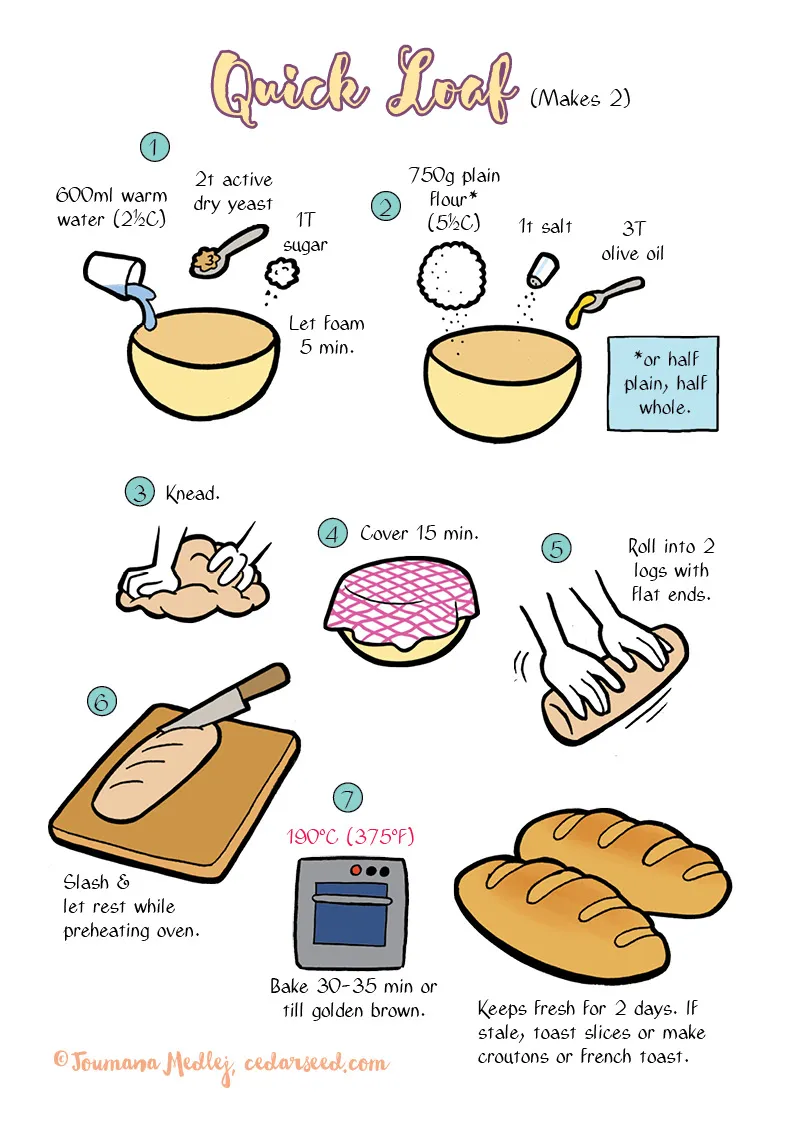 Quick Loaf (Makes 2)
1
600ml warm
water (2½C)
2t active
dry yeast
1T
sugar
Let foam
5 min.
2
750g plain
flour*
(5½C)
1t salt
3T
olive oil
*or half
plain, half
whole.
3 Knead.
4 Cover 15 min.
5
Roll into 2
logs with
flat ends.
6
Slash &
let rest while
preheating oven.
7
190°C (375°F)
Bake 30-35 min or
till golden brown.
Keeps fresh for 2 days. If
stale, toast slices or make
croutons or french toast.
©Joumana Medlej, cedarseed.com